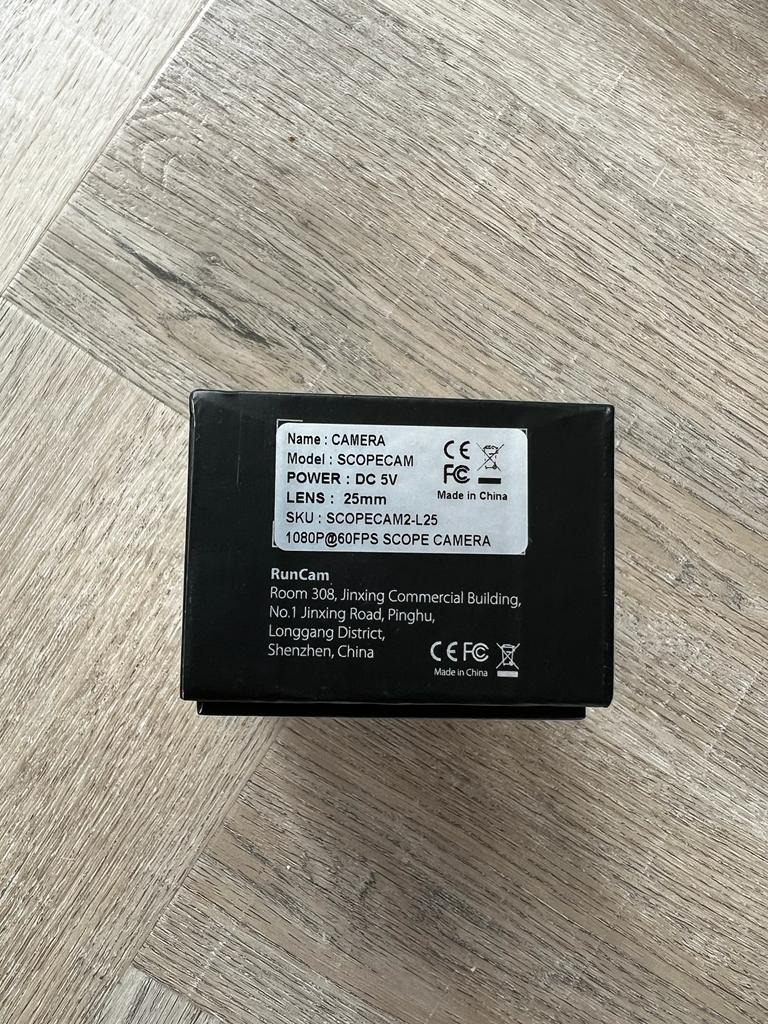 Name : CAMERA
Model : SCOPECAM
POWER : DC 5V
LENS : 25mm
SKU : SCOPECAM2-L25
1080P@60FPS SCOPE CAMERA
CE
FC
Made in China
RunCam
Room 308, Jinxing Commercial Building,
No.1 Jinxing Road, Pinghu,
Longgang District,
Shenzhen, China
CE FC
Made in China